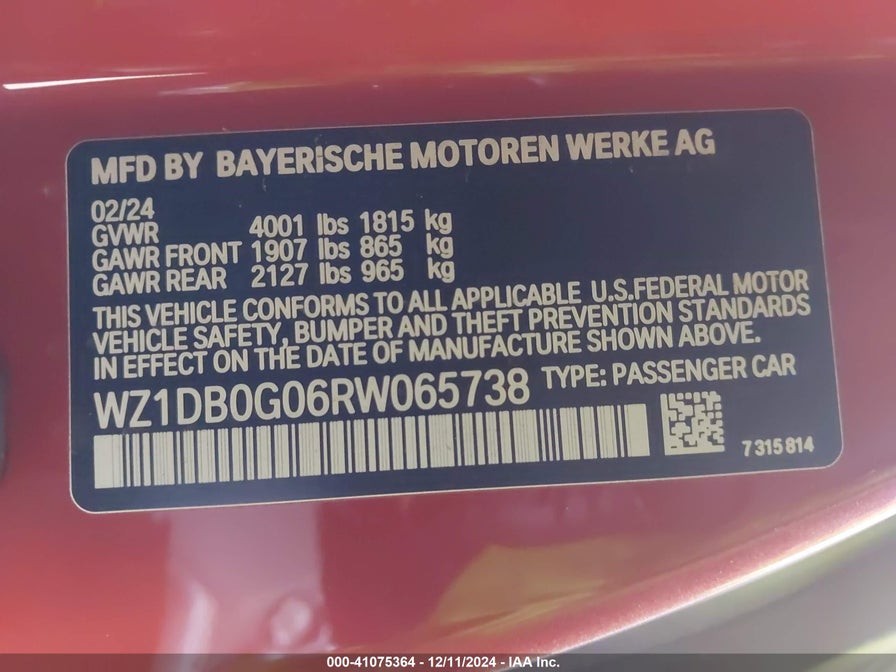 MFD BY BAYERISCHE MOTOREN WERKE AG
02/24
GVWR 4001 lbs 1815 kg
GAWR FRONT 1907 lbs 865 kg
GAWR REAR 2127 lbs 965 kg
THIS VEHICLE CONFORMS TO ALL APPLICABLE U.S.FEDERAL MOTOR
VEHICLE SAFETY, BUMPER AND THEFT PREVENTION STANDARDS
IN EFFECT ON THE DATE OF MANUFACTURE SHOWN ABOVE.
WZ1DB0G06RW065738 TYPE: PASSENGER CAR
7 315 814
000-41075364 - 12/11/2024 - IAA Inc.